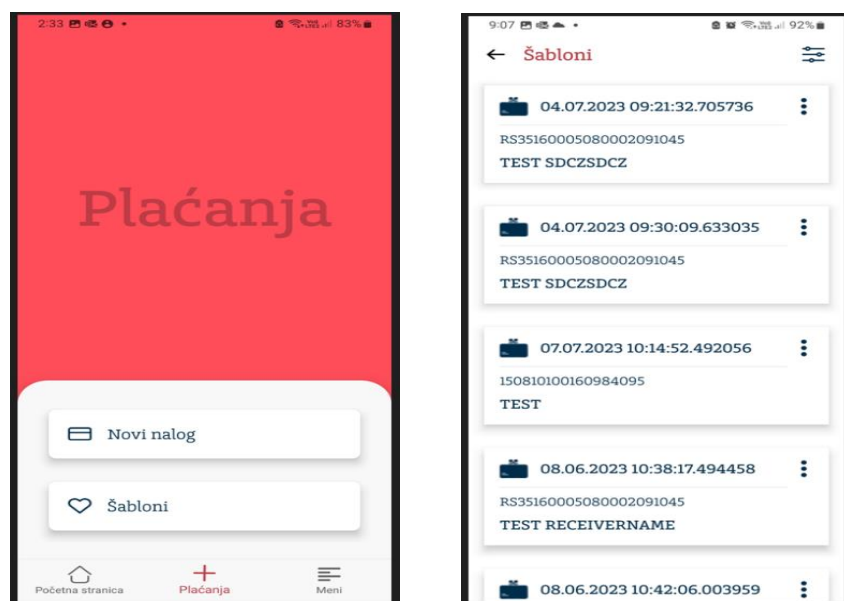 2:33
83%
Plaćanja
Novi nalog
Šabloni
Početna stranica
Plaćanja
Meni
9:07
92%
Šabloni
04.07.2023 09:21:32.705736
RS35160005080002091045
TEST SDCZSDCZ
04.07.2023 09:30:09.633035
RS35160005080002091045
TEST SDCZSDCZ
07.07.2023 10:14:52.492056
150810100160984095
TEST
08.06.2023 10:38:17.494458
RS35160005080002091045
TEST RECEIVERNAME
08.06.2023 10:42:06.003959